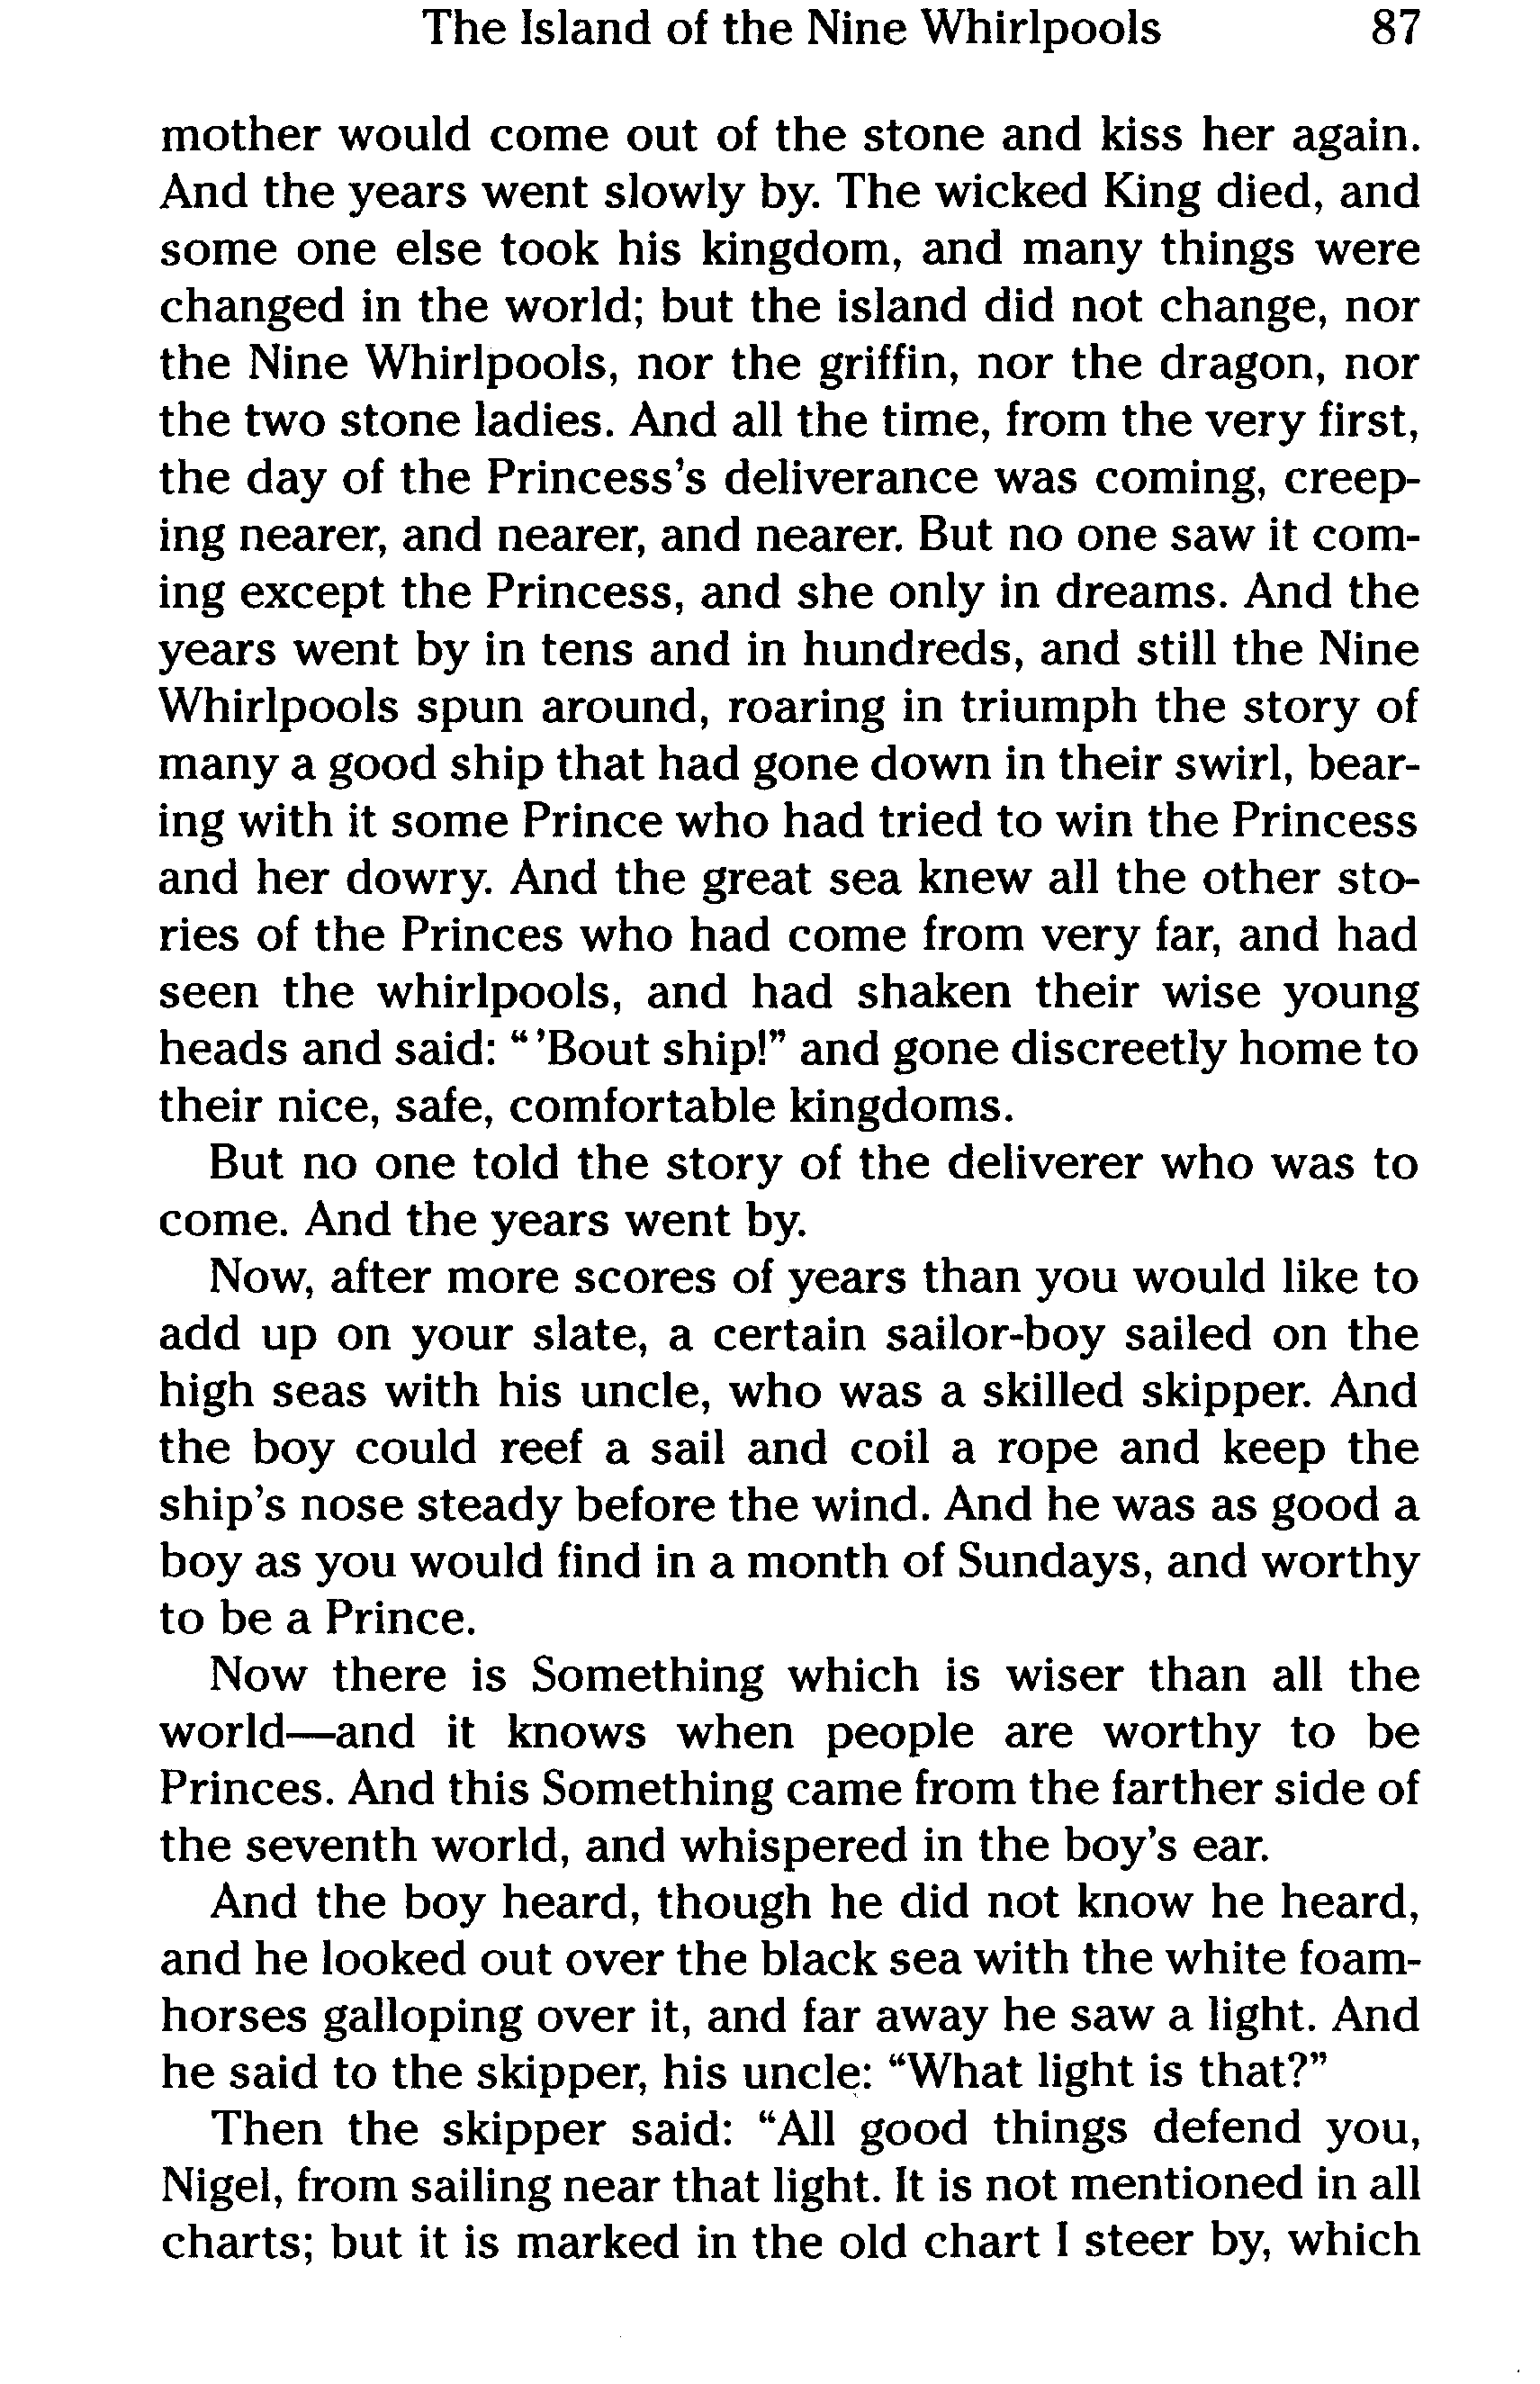 The Island of the Nine Whirlpools 87
mother would come out of the stone and kiss her again.
And the years went slowly by. The wicked King died, and
some one else took his kingdom, and many things were
changed in the world; but the island did not change, nor
the Nine Whirlpools, nor the griffin, nor the dragon, nor
the two stone ladies. And all the time, from the very first,
the day of the Princess's deliverance was coming, creep-
ing nearer, and nearer, and nearer. But no one saw it com-
ing except the Princess, and she only in dreams. And the
years went by in tens and in hundreds, and still the Nine
Whirlpools spun around, roaring in triumph the story of
many a good ship that had gone down in their swirl, bear-
ing with it some Prince who had tried to win the Princess
and her dowry. And the great sea knew all the other sto-
ries of the Princes who had come from very far, and had
seen the whirlpools, and had shaken their wise young
heads and said: “ ’Bout ship!” and gone discreetly home to
their nice, safe, comfortable kingdoms.
But no one told the story of the deliverer who was to
come. And the years went by.
Now, after more scores of years than you would like to
add up on your slate, a certain sailor-boy sailed on the
high seas with his uncle, who was a skilled skipper. And
the boy could reef a sail and coil a rope and keep the
ship's nose steady before the wind. And he was as good a
boy as you would find in a month of Sundays, and worthy
to be a Prince.
Now there is Something which is wiser than all the
world—and it knows when people are worthy to be
Princes. And this Something came from the farther side of
the seventh world, and whispered in the boy's ear.
And the boy heard, though he did not know he heard,
and he looked out over the black sea with the white foam-
horses galloping over it, and far away he saw a light. And
he said to the skipper, his uncle: “What light is that?”
Then the skipper said: “All good things defend you,
Nigel, from sailing near that light. It is not mentioned in all
charts; but it is marked in the old chart I steer by, which